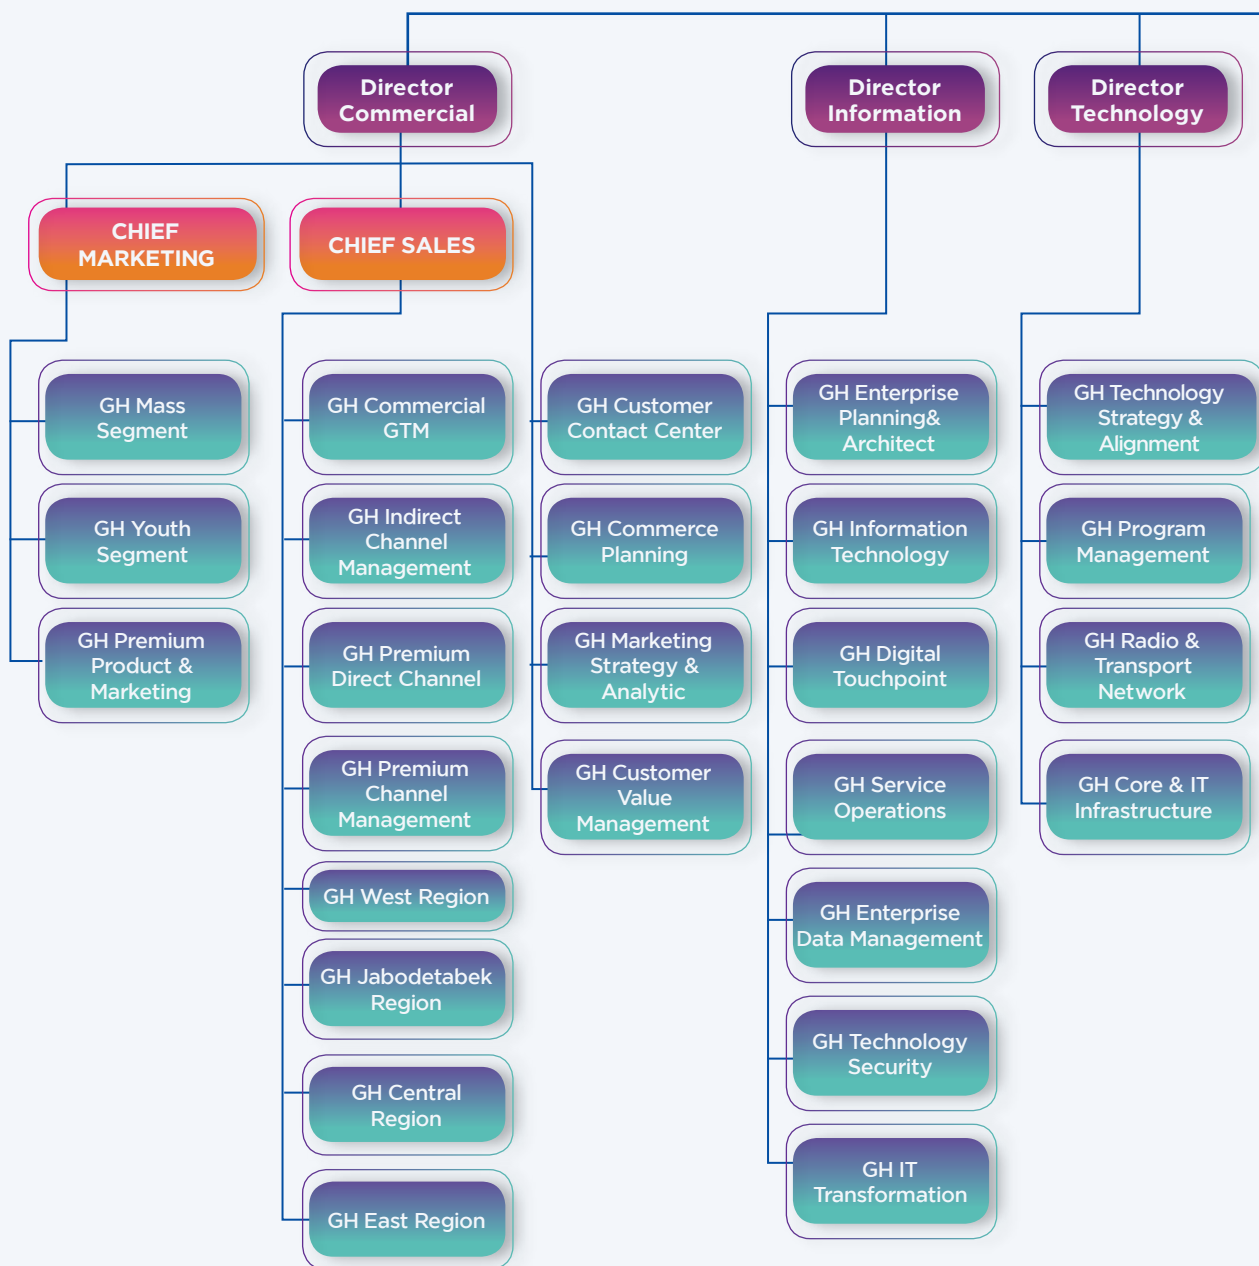 Director
Commercial
Director
Information
Director
Technology
CHIEF
MARKETING
CHIEF SALES
GH Mass
Segment
GH Youth
Segment
GH Premium
Product &
Marketing
GH Commercial
GTM
GH Indirect
Channel
Management
GH Premium
Direct Channel
GH Premium
Channel
Management
GH West Region
GH Jabodetabek
Region
GH Central
Region
GH East Region
GH Customer
Contact Center
GH Commerce
Planning
GH Marketing
Strategy &
Analytic
GH Customer
Value
Management
GH Enterprise
Planning&
Architect
GH Information
Technology
GH Digital
Touchpoint
GH Service
Operations
GH Enterprise
Data Management
GH Technology
Security
GH IT
Transformation
GH Technology
Strategy &
Alignment
GH Program
Management
GH Radio &
Transport
Network
GH Core & IT
Infrastructure